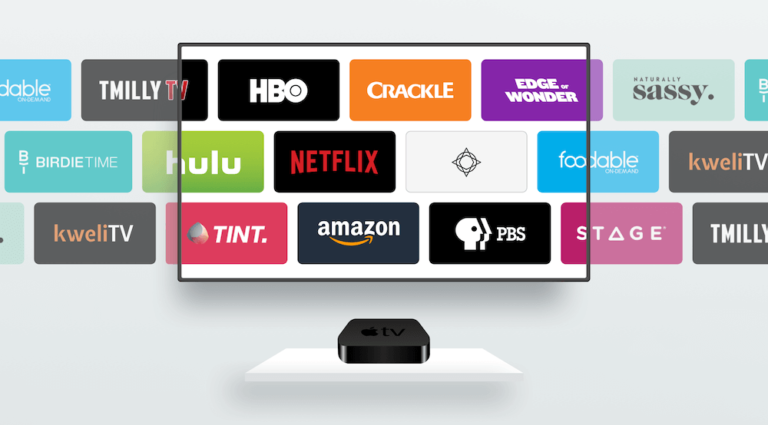 dable
ON-DEMAND
TMILLY TV
HBO
CRACKLE
EDGE OF
WONDER
NATURALLY
sassy.
B
T
B
T
BIRDIETIME
hulu
NETFLIX
foodable
ON-DEMAND
kweliTV
kweliTV
TINT.
amazon
PBS
STAGE
TMILLY
tv